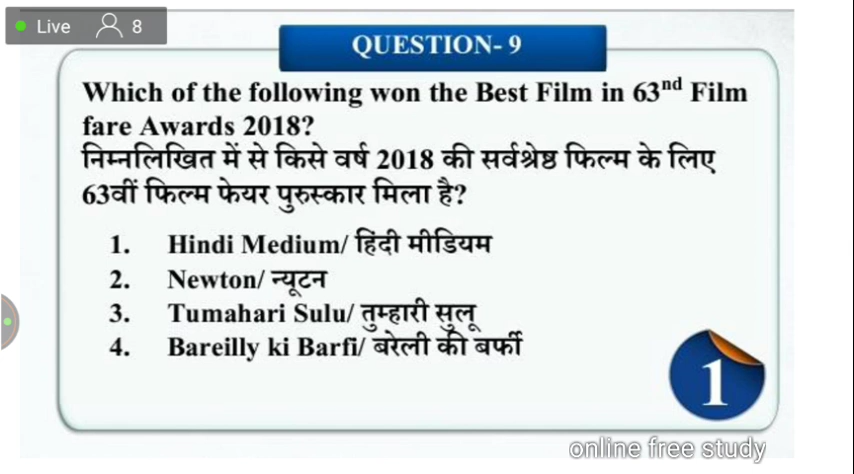 Live 8
QUESTION- 9
Which of the following won the Best Film in 63nd Film
fare Awards 2018?
निम्नलिखित में से किसे वर्ष 2018 की सर्वश्रेष्ठ फिल्म के लिए
63वीं फिल्म फेयर पुरुस्कार मिला है?
1. Hindi Medium/ हिंदी मीडियम
2. Newton/ न्यूटन
3. Tumahari Sulu/ तुम्हारी सुलू
4. Bareilly ki Barfi/ बरेली की बर्फी
1
online free study